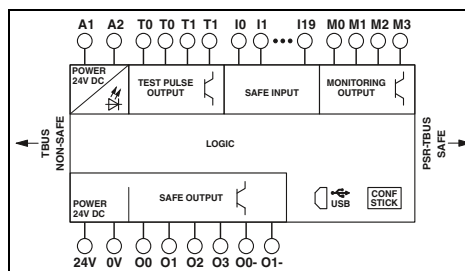 A1 A2 T0 T0 T1 T1 I0 I1 ••• I19 M0 M1 M2 M3
POWER
24V DC
TEST PULSE
OUTPUT
SAFE INPUT
MONITORING
OUTPUT
TBUS
NON-SAFE
LOGIC
PSR-TBUS
SAFE
POWER
24V DC
SAFE OUTPUT
USB
CONF
STICK
24V 0V O0 O1 O2 O3 O0- O1-